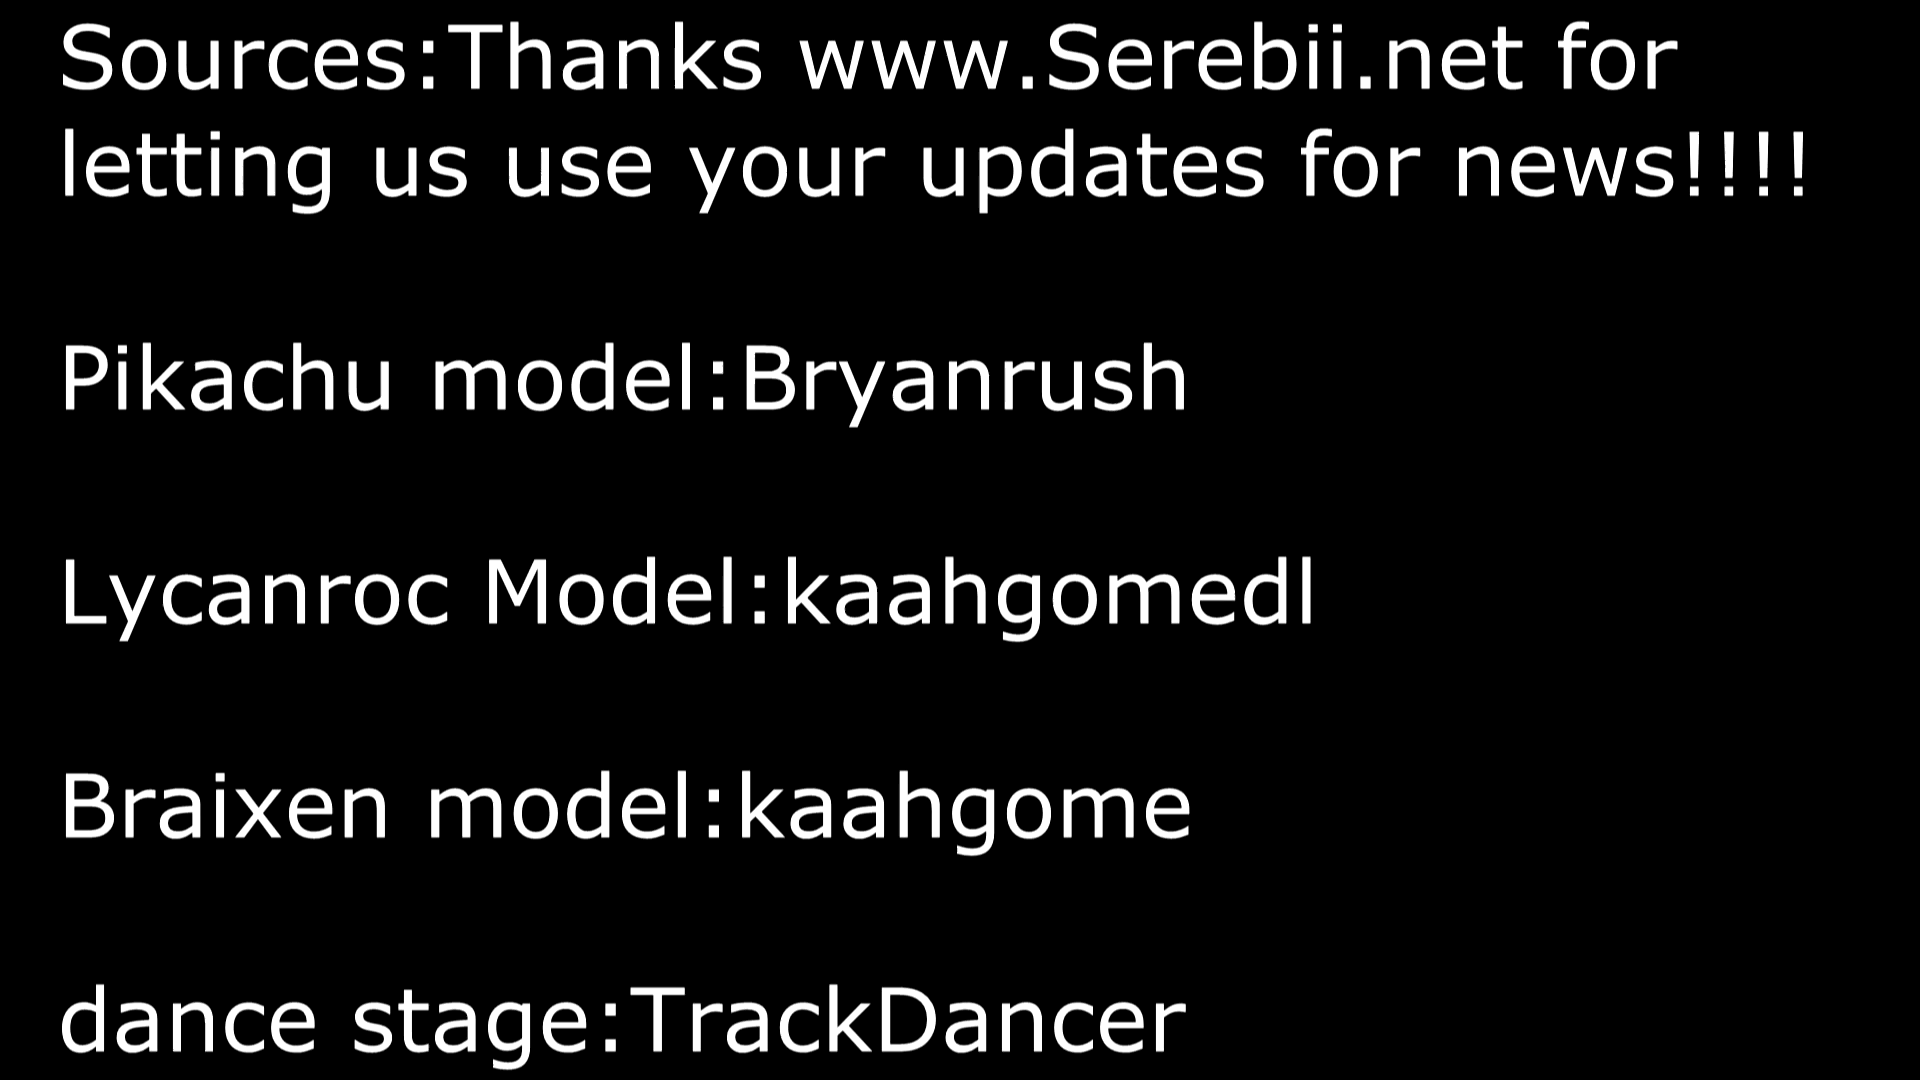 Sources:Thanks www.Serebii.net for
letting us use your updates for news!!!!
Pikachu model:Bryanrush
Lycanroc Model:kaahgomedl
Braixen model:kaahgome
dance stage:TrackDancer